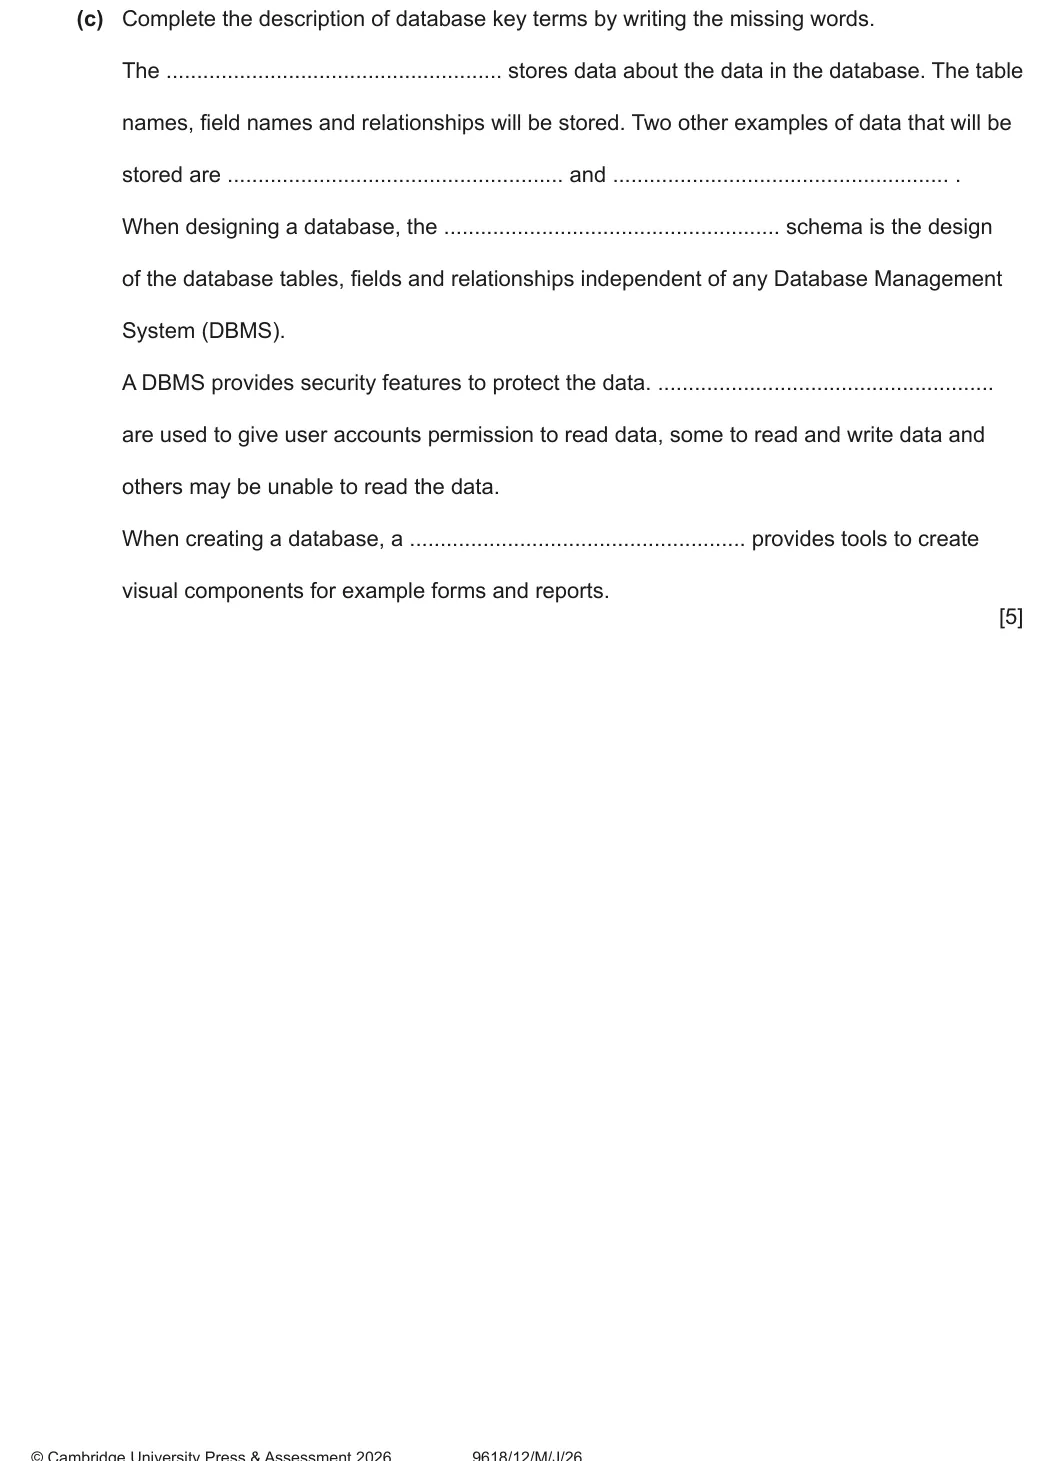 (c) Complete the description of database key terms by writing the missing words.
The ....................................................... stores data about the data in the database. The table
names, field names and relationships will be stored. Two other examples of data that will be
stored are ....................................................... and ....................................................... .
When designing a database, the ....................................................... schema is the design
of the database tables, fields and relationships independent of any Database Management
System (DBMS).
A DBMS provides security features to protect the data. .......................................................
are used to give user accounts permission to read data, some to read and write data and
others may be unable to read the data.
When creating a database, a ....................................................... provides tools to create
visual components for example forms and reports.
[5]
© Cambridge University Press & Assessment 2026 9618/12/M/J/26